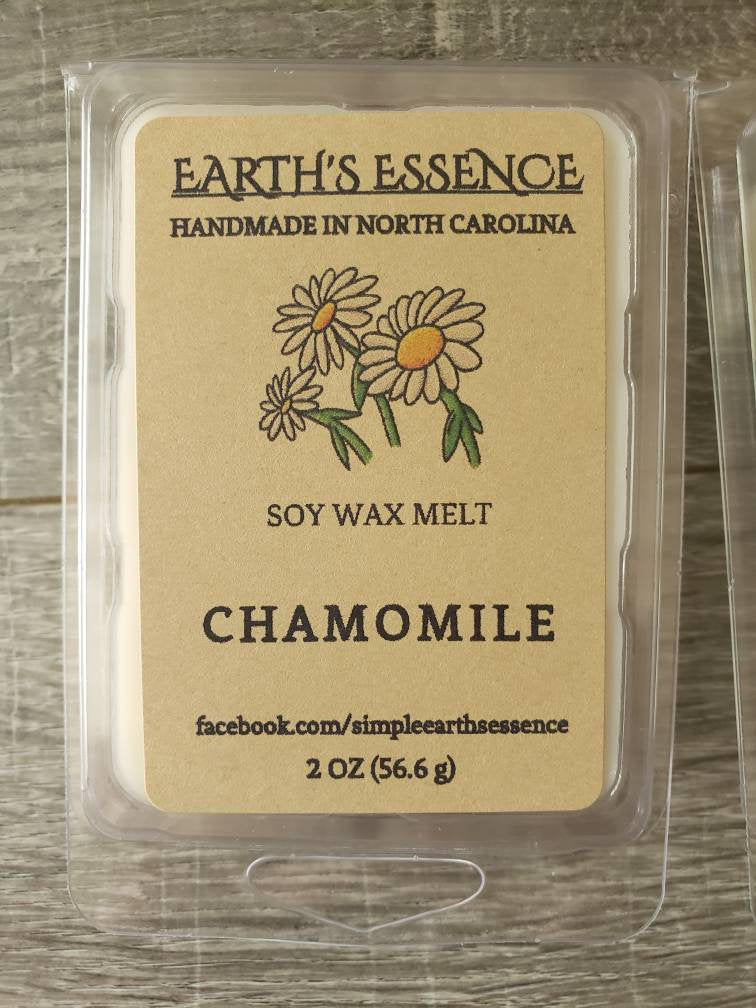 EARTH'S ESSENCE
HANDMADE IN NORTH CAROLINA
SOY WAX MELT
CHAMOMILE
facebook.com/simpleearthsessence
2 OZ (56.6 g)